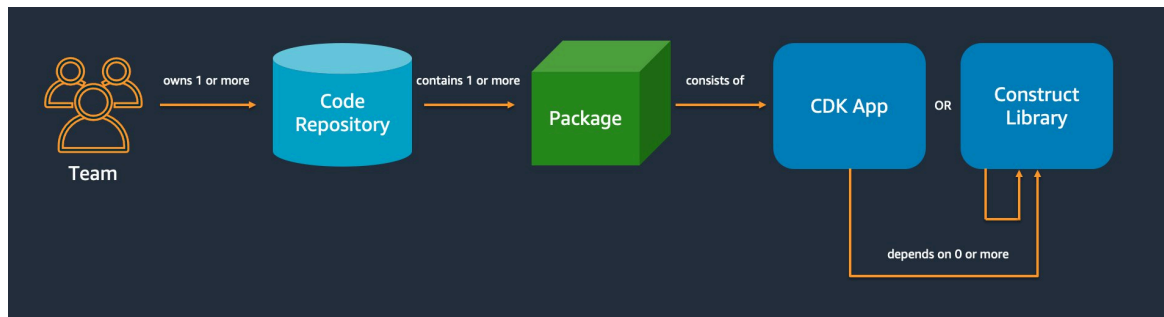 owns 1 or more
contains 1 or more
consists of
Code
Repository
Package
CDK App
OR
Construct
Library
Team
depends on 0 or more